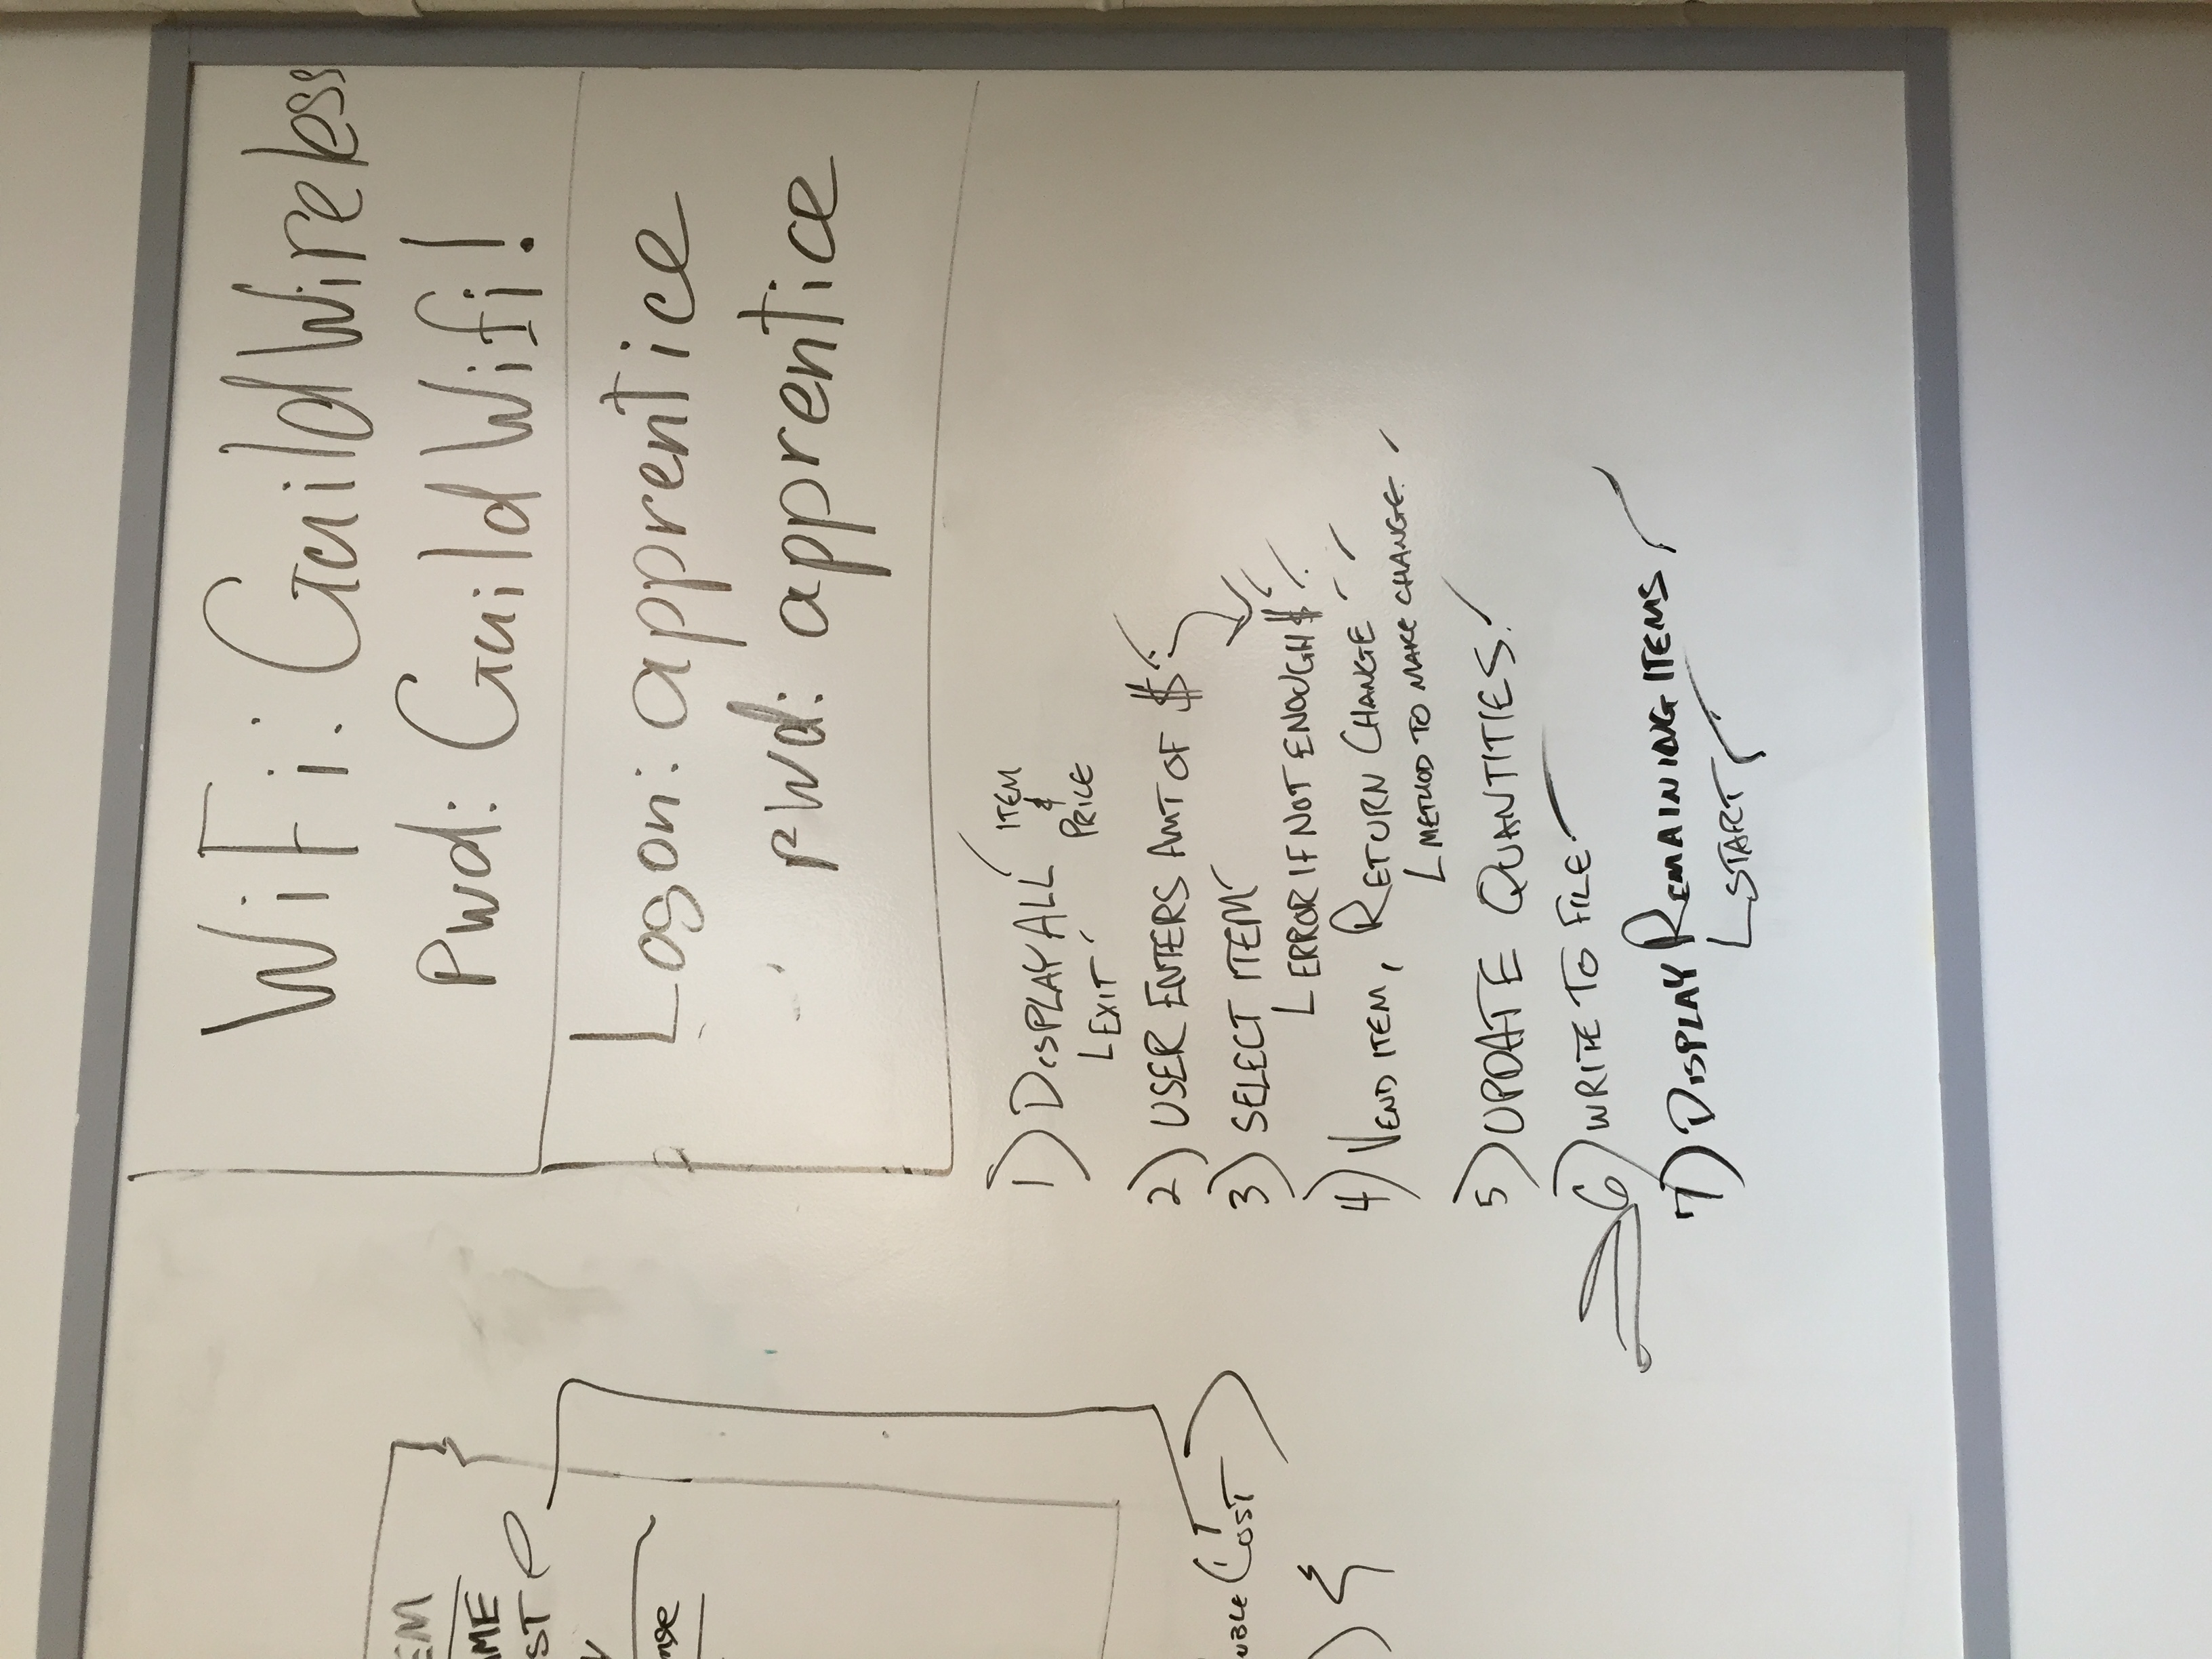 WiFi: GuildWireless
pwd: GuildWifi!
Logon: apprentice
pwd: apprentice
EM
AME
ST
1) DISPLAY ALL ITEM & PRICE
L EXIT
2) USER ENTERS AMT OF $
3) SELECT ITEM
L ERROR IF NOT ENOUGH $
4) VEND ITEM, RETURN CHANGE
L METHOD TO MAKE CHANGE.
5) UPDATE QUANTITIES.
6) WRITE TO FILE
7) DISPLAY REMAINING ITEMS
L START
UBLE COST )
) {